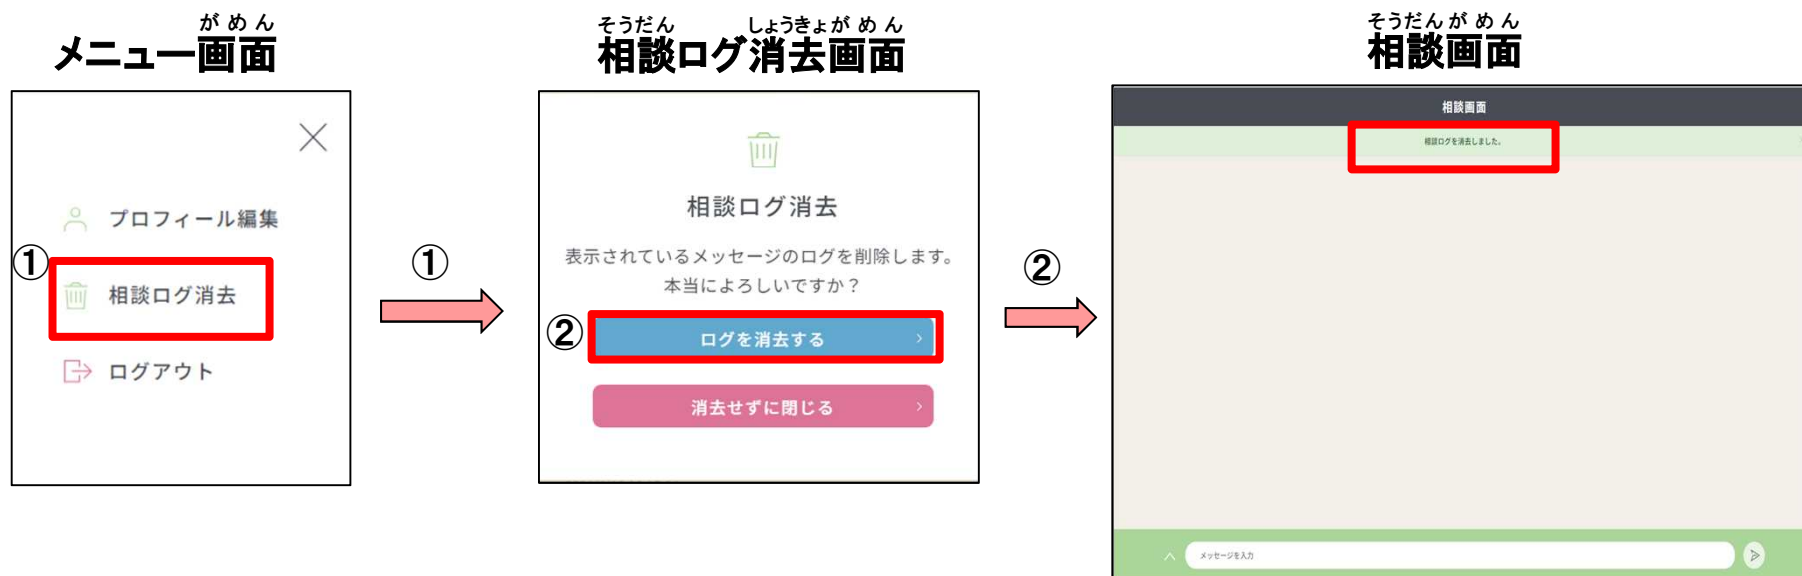 がめん
メニュー画面
①
プロフィール編集
相談ログ消去
ログアウト
①
そうだん しょうきょがめん
相談ログ消去画面
相談ログ消去
表示されているメッセージのログを削除します。
本当によろしいですか？
②
ログを消去する
消去せずに閉じる
②
そうだんがめん
相談画面
相談画面
相談ログを消去しました。
メッセージを入力